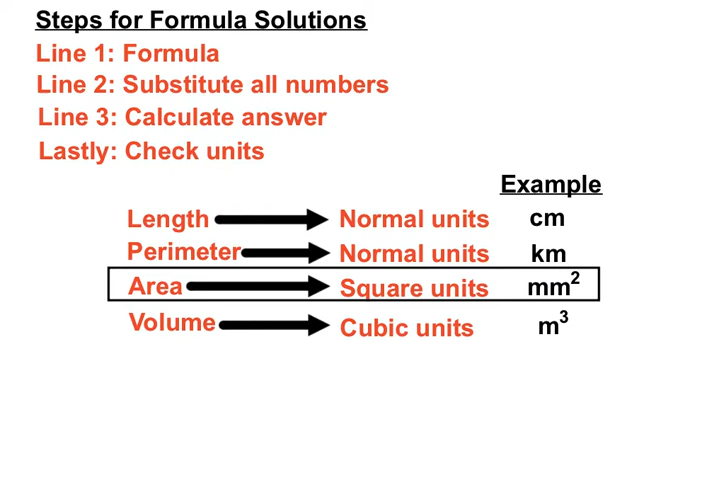 Steps for Formula Solutions
Line 1: Formula
Line 2: Substitute all numbers
Line 3: Calculate answer
Lastly: Check units
Example
Length Normal units cm
Perimeter Normal units km
Area Square units mm²
Volume Cubic units m³